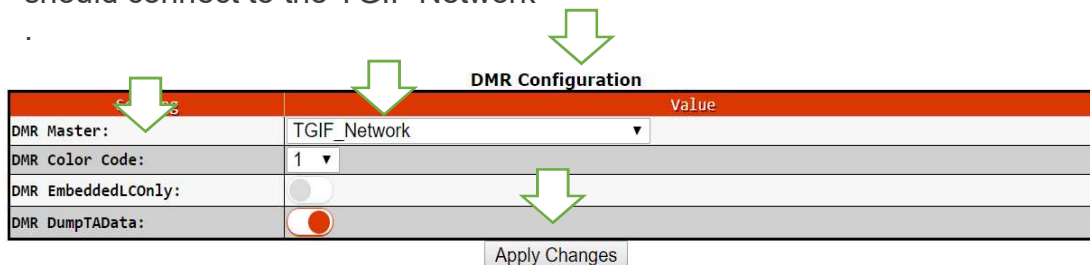 should connect to the TGIF Network
.
DMR Configuration
Value
DMR Master: TGIF_Network
DMR Color Code: 1
DMR EmbeddedLCOnly:
DMR DumpTAData:
Apply Changes